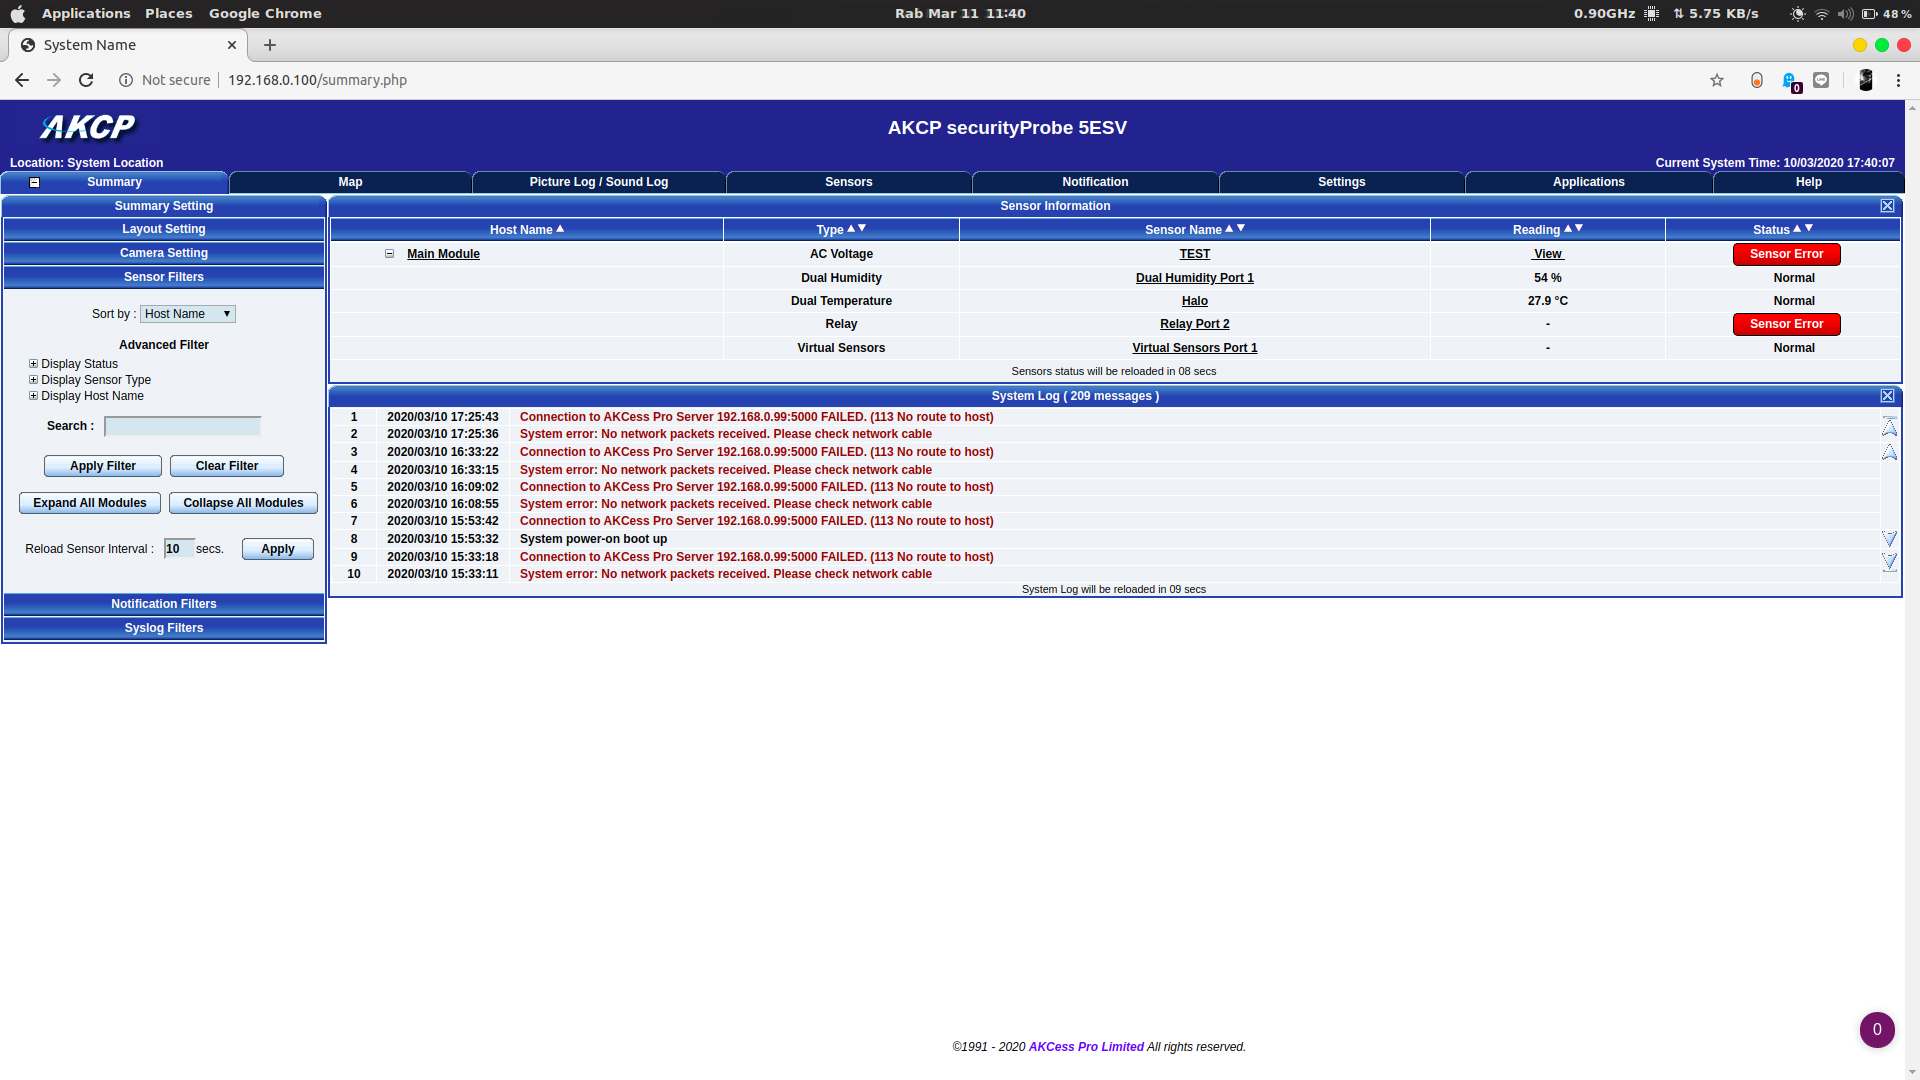 Applications Places Google Chrome Rab Mar 11 11:40 0.90GHz 5.75 KB/s 48 %
System Name
Not secure 192.168.0.100/summary.php 0
AKCP
AKCP securityProbe 5ESV
Location: System Location Current System Time: 10/03/2020 17:40:07
Summary Map Picture Log / Sound Log Sensors Notification Settings Applications Help
Summary Setting
Layout Setting
Camera Setting
Sensor Filters
Sort by : Host Name
Advanced Filter
Display Status
Display Sensor Type
Display Host Name
Search :
Apply Filter Clear Filter
Expand All Modules Collapse All Modules
Reload Sensor Interval : 10 secs. Apply
Notification Filters
Syslog Filters
Sensor Information
Host Name Type Sensor Name Reading Status
Main Module AC Voltage TEST View Sensor Error
Dual Humidity Dual Humidity Port 1 54 % Normal
Dual Temperature Halo 27.9 °C Normal
Relay Relay Port 2 - Sensor Error
Virtual Sensors Virtual Sensors Port 1 - Normal
Sensors status will be reloaded in 08 secs
System Log ( 209 messages )
1 2020/03/10 17:25:43 Connection to AKCess Pro Server 192.168.0.99:5000 FAILED. (113 No route to host)
2 2020/03/10 17:25:36 System error: No network packets received. Please check network cable
3 2020/03/10 16:33:22 Connection to AKCess Pro Server 192.168.0.99:5000 FAILED. (113 No route to host)
4 2020/03/10 16:33:15 System error: No network packets received. Please check network cable
5 2020/03/10 16:09:02 Connection to AKCess Pro Server 192.168.0.99:5000 FAILED. (113 No route to host)
6 2020/03/10 16:08:55 System error: No network packets received. Please check network cable
7 2020/03/10 15:53:42 Connection to AKCess Pro Server 192.168.0.99:5000 FAILED. (113 No route to host)
8 2020/03/10 15:53:32 System power-on boot up
9 2020/03/10 15:33:18 Connection to AKCess Pro Server 192.168.0.99:5000 FAILED. (113 No route to host)
10 2020/03/10 15:33:11 System error: No network packets received. Please check network cable
System Log will be reloaded in 09 secs
0
©1991 - 2020 AKCess Pro Limited All rights reserved.